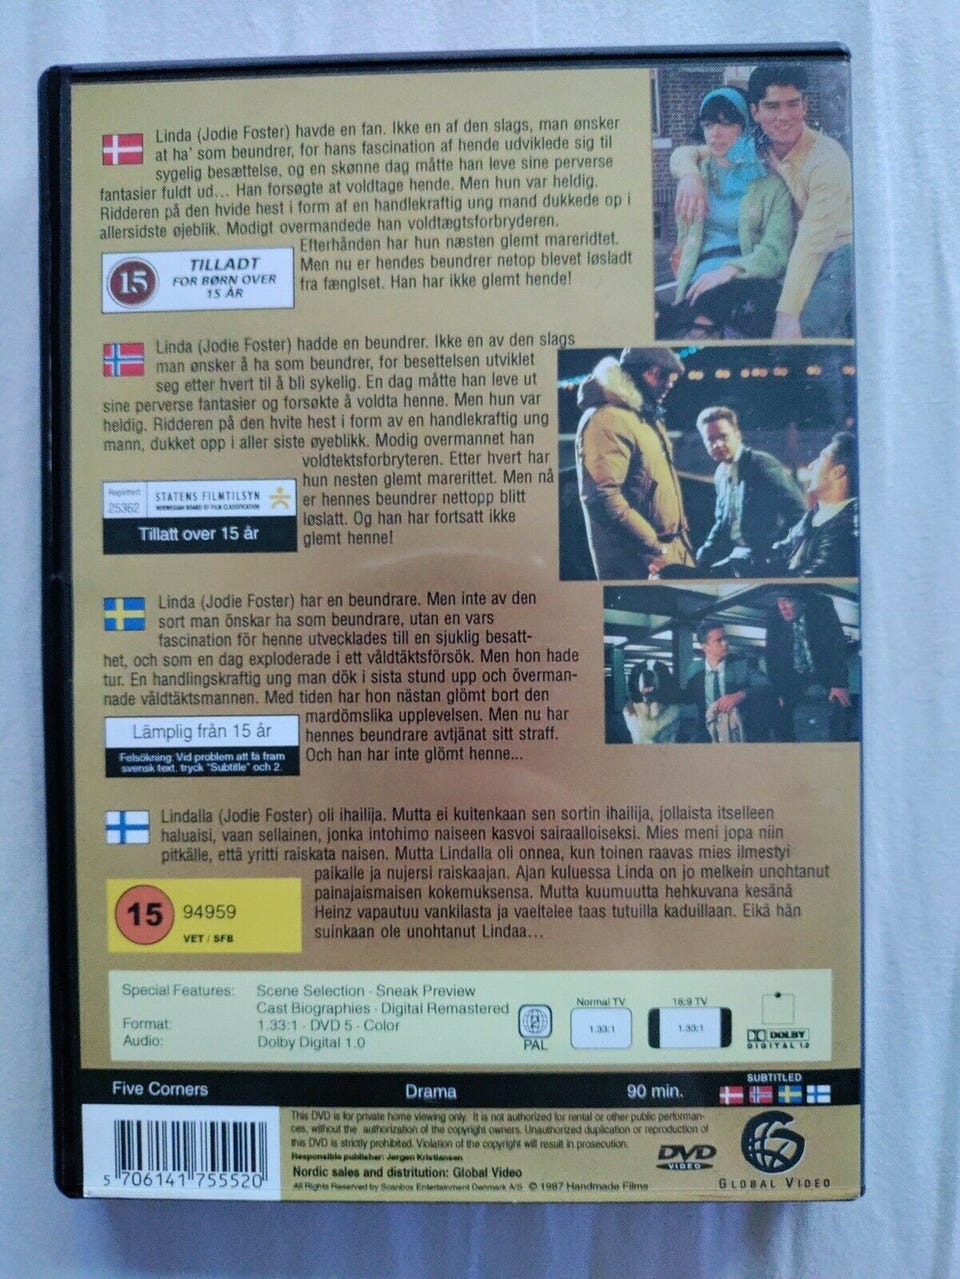 Linda (Jodie Foster) havde en fan. Ikke en af den slags, man ønsker
at ha' som beundrer, for hans fascination af hende udviklede sig til
sygelig besættelse, og en skønne dag måtte han leve sine perverse
fantasier fuldt ud... Han forsøgte at voldtage hende. Men hun var heldig.
Ridderen på den hvide hest i form af en handlekraftig ung mand dukkede op i
allersidste øjeblik. Modigt overmandede han voldtægtsforbryderen.
Efterhånden har hun næsten glemt mareridtet.
Men nu er hendes beundrer netop blevet løsladt
fra fænglset. Han har ikke glemt hende!
15
TILLADT
FOR BØRN OVER
15 ÅR
Linda (Jodie Foster) hadde en beundrer. Ikke en av den slags
man ønsker å ha som beundrer, for besettelsen utviklet
seg etter hvert til å bli sykelig. En dag måtte han leve ut
sine perverse fantasier og forsøkte å voldta henne. Men hun var
heldig. Ridderen på den hvite hest i form av en handlekraftig ung
mann, dukket opp i aller siste øyeblikk. Modig overmannet han
voldtektsforbryteren. Etter hvert har
hun nesten glemt marerittet. Men nå
er hennes beundrer nettopp blitt
løslatt. Og han har fortsatt ikke
glemt henne!
Registrert
25362
STATENS FILMTILSYN
NORWEGIAN BOARD OF FILM CLASSIFICATION
Tillatt over 15 år
Linda (Jodie Foster) har en beundrare. Men inte av den
sort man önskar ha som beundrare, utan en vars
fascination för henne utvecklades till en sjuklig besatt-
het, och som en dag exploderade i ett våldtäktsförsök. Men hon hade
tur. En handlingskraftig ung man dök i sista stund upp och överman-
nade våldtäktsmannen. Med tiden har hon nästan glömt bort den
mardömslika upplevelsen. Men nu har
hennes beundrare avtjänat sitt straff.
Och han har inte glömt henne...
Lämplig från 15 år
Felsökning: Vid problem att få fram
svensk text, tryck "Subtitle" och 2.
Lindalla (Jodie Foster) oli ihailija. Mutta ei kuitenkaan sen sortin ihailija, jollaista itselleen
haluaisi, vaan sellainen, jonka intohimo naiseen kasvoi sairaalloiseksi. Mies meni jopa niin
pitkälle, että yritti raiskata naisen. Mutta Lindalla oli onnea, kun toinen raavas mies ilmestyi
paikalle ja nujersi raiskaajan. Ajan kuluessa Linda on jo melkein unohtanut
painajaismaisen kokemuksensa. Mutta kuumuutta hehkuvana kesänä
Heinz vapautuu vankilasta ja vaeltelee taas tutuilla kaduillaan. Eikä hän
suinkaan ole unohtanut Lindaa...
15
94959
VET / SFB
Special Features: Scene Selection · Sneak Preview
Cast Biographies · Digital Remastered
Format: 1.33:1 · DVD 5 · Color
Audio: Dolby Digital 1.0
PAL
Normal TV
1.33:1
16:9 TV
1.33:1
DOLBY
DIGITAL 1.0
Five Corners
Drama
90 min.
SUBTITLED
5 706141 755520
This DVD is for private home viewing only. It is not authorized for rental or other public performan-
ces, without the authorization of the copyright owners. Unauthorized duplication or reproduction of
this DVD is strictly prohibited. Violation of the copyright will result in prosecution.
Responsible publisher: Jørgen Kristiansen
Nordic sales and distritution: Global Video
All Rights Reserved by Scanbox Entertainment Denmark A/S © 1987 Handmade Films
DVD
VIDEO
GLOBAL VIDEO